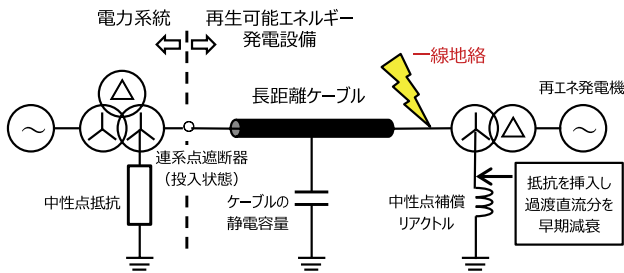 電力系統
再生可能エネルギー
発電設備
一線地絡
長距離ケーブル
再エネ発電機
連系点遮断器
（投入状態）
中性点抵抗
ケーブルの
静電容量
中性点補償
リアクトル
抵抗を挿入し
過渡直流分を
早期減衰